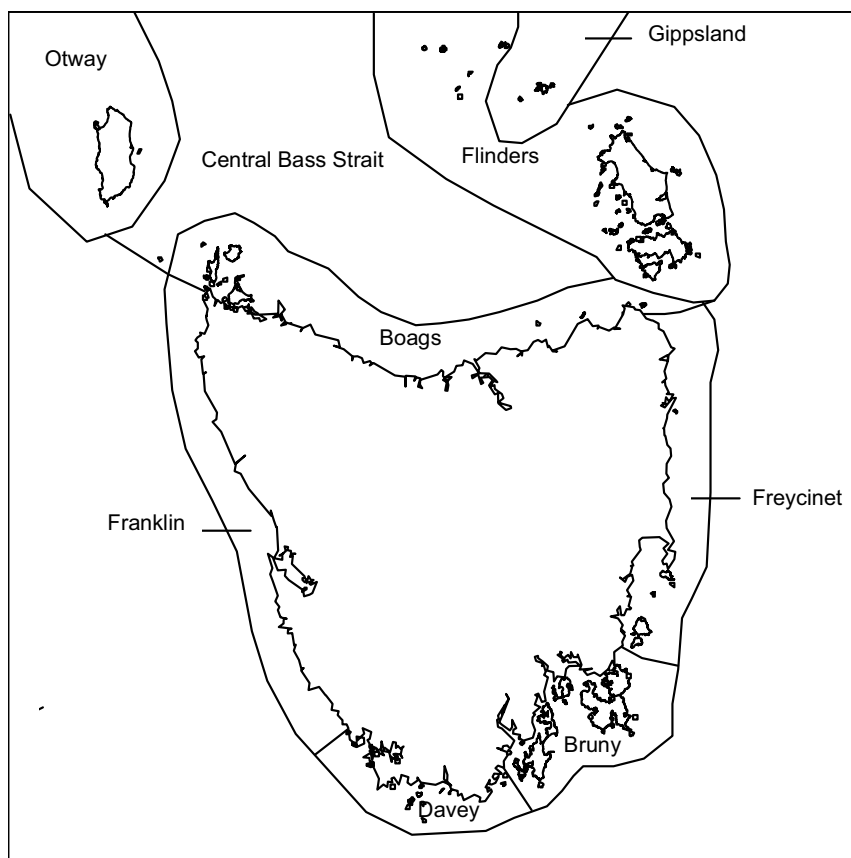 Gippsland
Otway
Central Bass Strait
Flinders
Boags
Freycinet
Franklin
Bruny
Davey